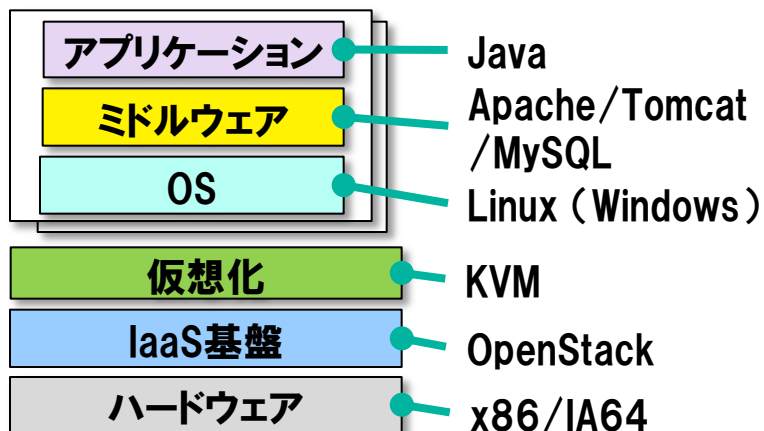 アプリケーション
Java
ミドルウェア
Apache/Tomcat
/MySQL
OS
Linux（Windows）
仮想化
KVM
IaaS基盤
OpenStack
ハードウェア
x86/IA64